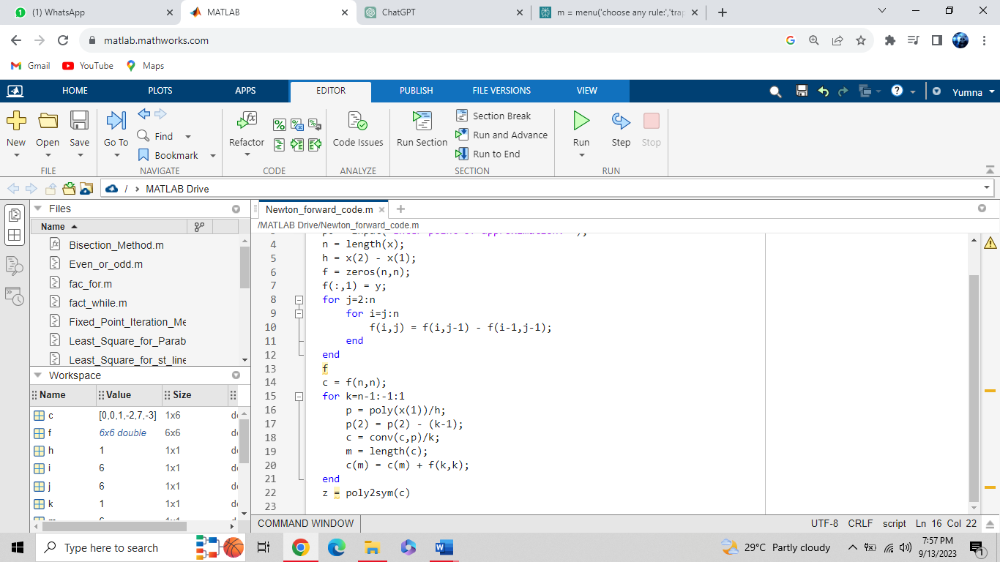 (1) WhatsApp
MATLAB
ChatGPT
m = menu('choose any rule:','trap
matlab.mathworks.com
Gmail
YouTube
Maps
HOME PLOTS APPS EDITOR PUBLISH FILE VERSIONS VIEW
Yumna
New Open Save
Go To
Find
Bookmark
Refactor
Code Issues
Run Section
Section Break
Run and Advance
Run to End
Run Step Stop
FILE NAVIGATE CODE ANALYZE SECTION RUN
/ > MATLAB Drive
Files
Name
Bisection_Method.m
Even_or_odd.m
fac_for.m
fact_while.m
Fixed_Point_Iteration_Me
Least_Square_for_Parab
Least_Square_for_st_line
Workspace
Name Value Size
c [0,0,1,-2,7,-3] 1x6
f 6x6 double 6x6
h 1 1x1
i 6 1x1
j 6 1x1
k 1 1x1
Newton_forward_code.m
/MATLAB Drive/Newton_forward_code.m
4 n = length(x);
5 h = x(2) - x(1);
6 f = zeros(n,n);
7 f(:,1) = y;
8 for j=2:n
9 for i=j:n
10 f(i,j) = f(i,j-1) - f(i-1,j-1);
11 end
12 end
13 f
14 c = f(n,n);
15 for k=n-1:-1:1
16 p = poly(x(1))/h;
17 p(2) = p(2) - (k-1);
18 c = conv(c,p)/k;
19 m = length(c);
20 c(m) = c(m) + f(k,k);
21 end
22 z = poly2sym(c)
23
COMMAND WINDOW
UTF-8 CRLF script Ln 16 Col 22
Type here to search
29°C Partly cloudy
7:57 PM
9/13/2023
1